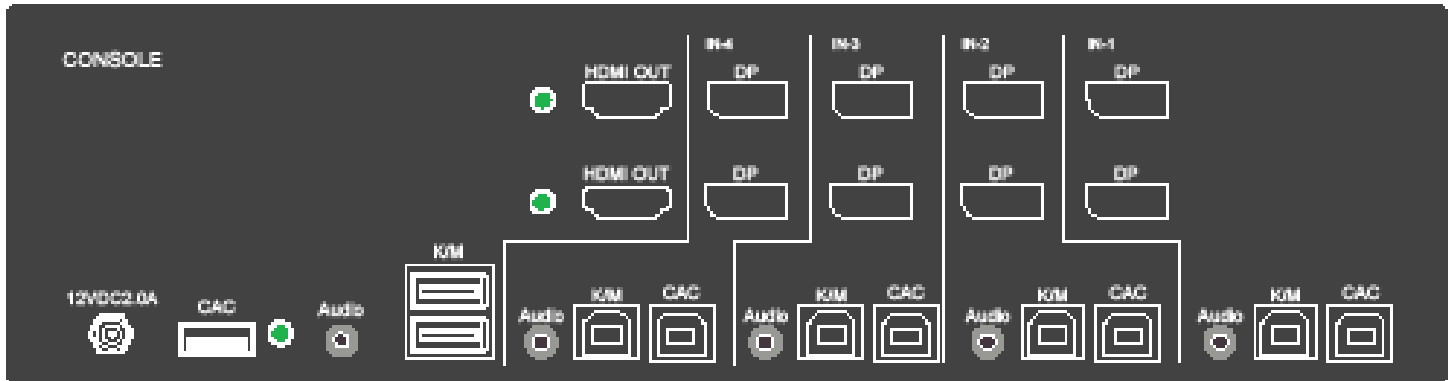 CONSOLE
IN-4 IN-3 IN-2 IN-1
HDMI OUT DP DP DP DP
HDMI OUT DP DP DP DP
K/M
12VDC2.0A CAC Audio
Audio K/M CAC Audio K/M CAC Audio K/M CAC Audio K/M CAC